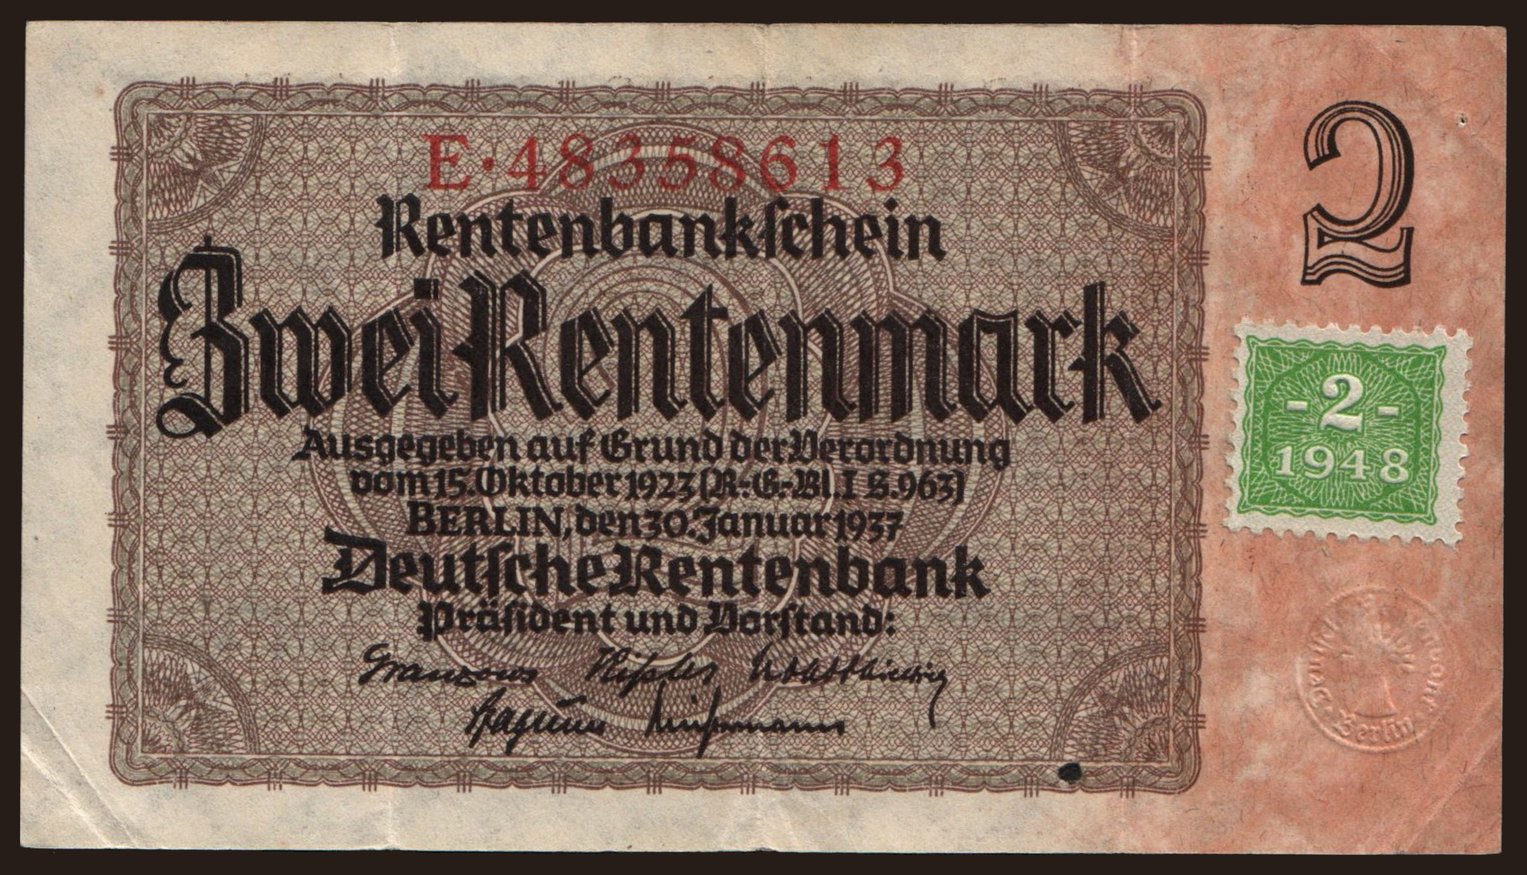 E·48358613
Rentenbankſchein
Zwei Rentenmark
Ausgegeben auf Grund der Verordnung
vom 15. Oktober 1923 (R.-G.-Bl. I S. 963)
BERLIN, den 30. Januar 1937
Deutſche Rentenbank
Präſident und Vorſtand:
2
-2-
1948
Berlin